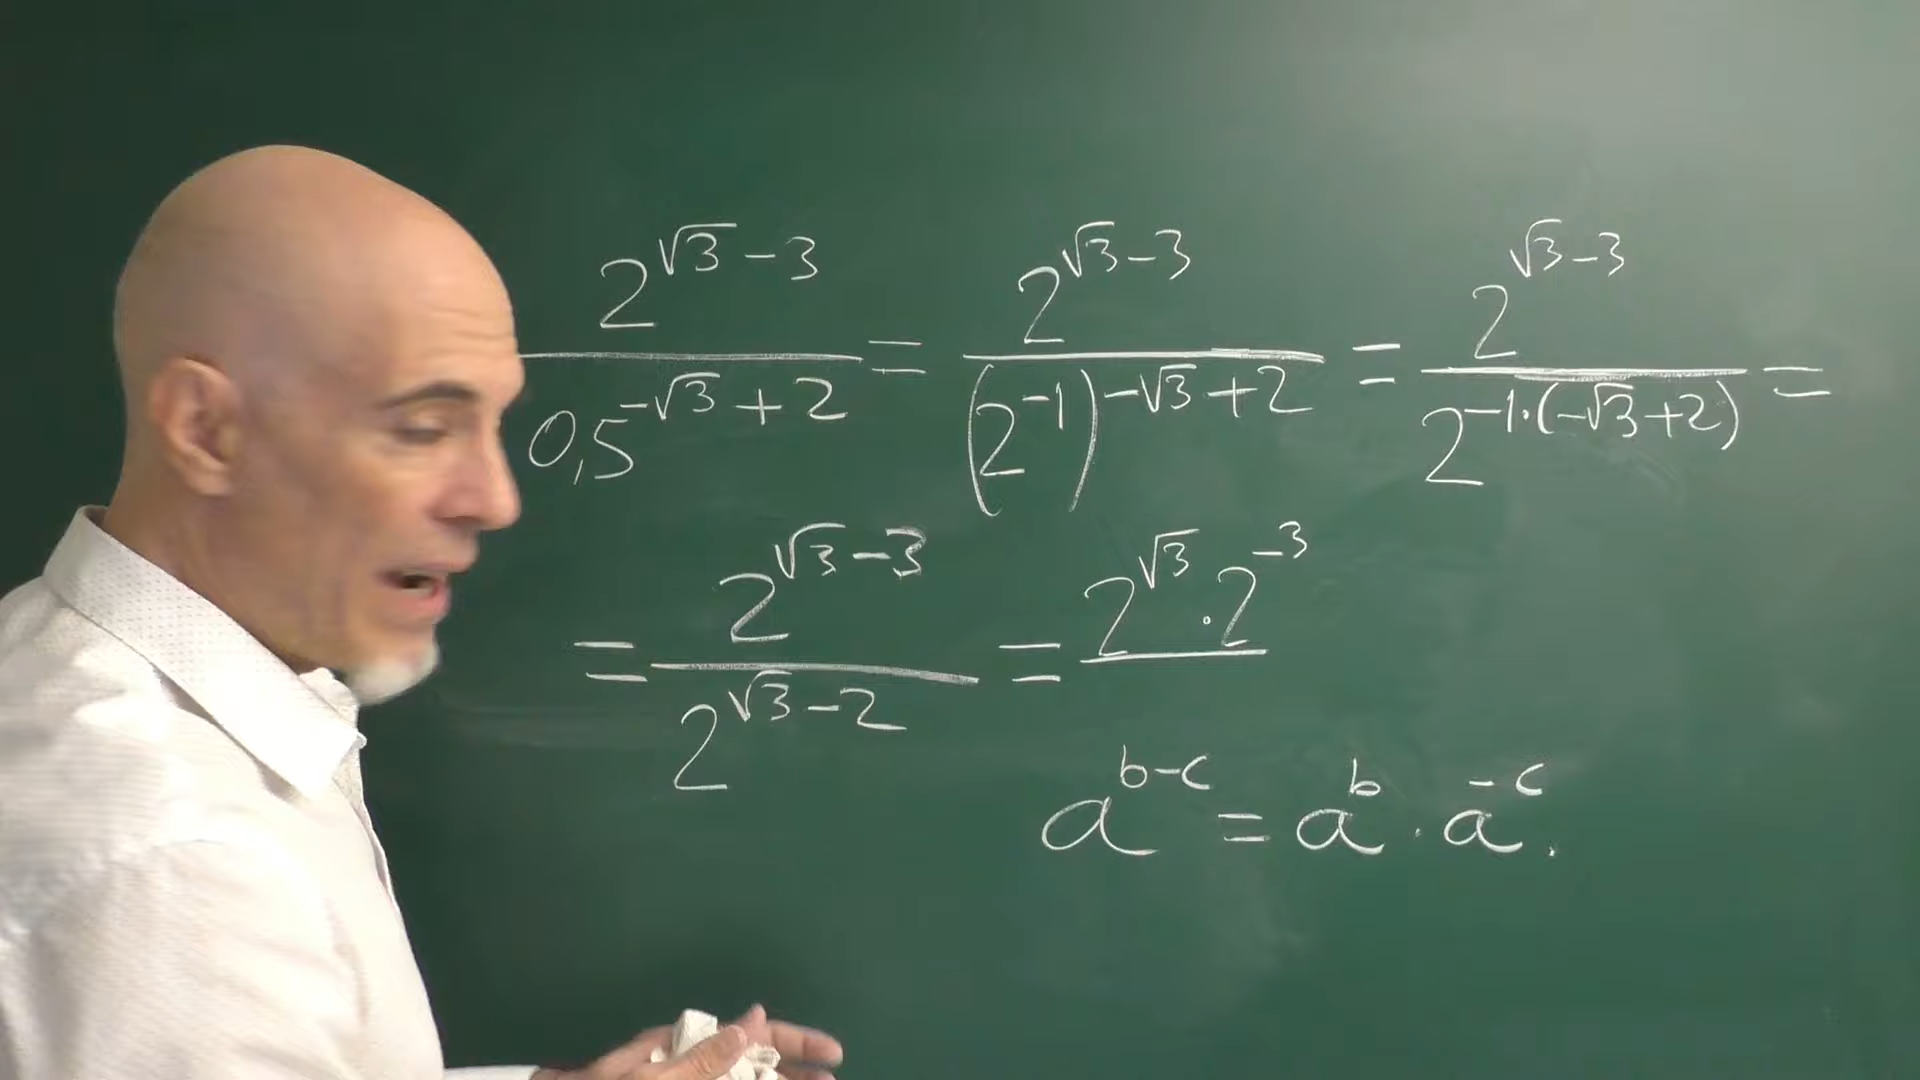 2^{√3-3} / 0,5^{-√3+2} = 2^{√3-3} / (2^{-1})^{-√3+2} = 2^{√3-3} / 2^{-1·(-√3+2)} =
= 2^{√3-3} / 2^{√3-2} = 2^{√3}·2^{-3} /
a^{b-c} = a^{b}·a^{-c}.